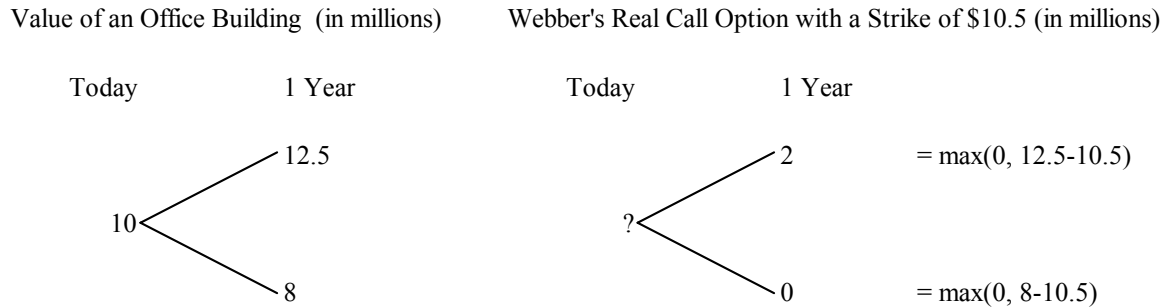 Value of an Office Building (in millions) Webber's Real Call Option with a Strike of $10.5 (in millions)
Today 1 Year Today 1 Year
12.5 2 = max(0, 12.5-10.5)
10 ?
8 0 = max(0, 8-10.5)